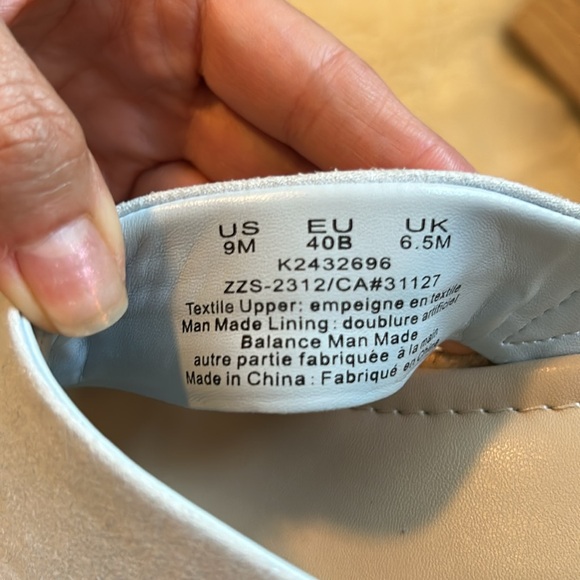 US EU UK
9M 40B 6.5M
K2432696
ZZS-2312/CA#31127
Textile Upper: empeigne en textile
Man Made Lining: doublure artificiel
Balance Man Made
autre partie fabriquée à la main
Made in China : Fabriqué en